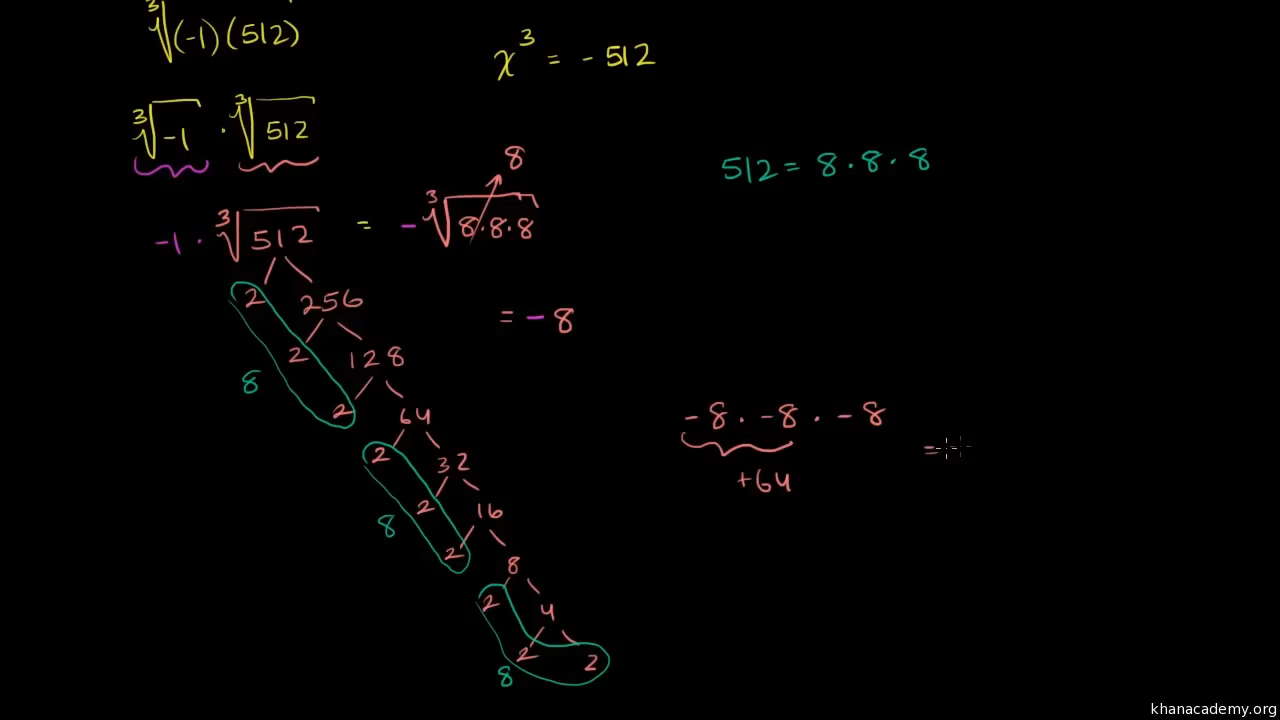 ∛(-1)(512)
x³ = -512
∛-1 · ∛512
512 = 8·8·8
8
-1 · ∛512 = -∛8·8·8
2 256
= -8
2 128
8
2 64
-8 · -8 · -8
=
2 32
+64
2 16
8
2 8
2 4
2 2
8
khanacademy.org